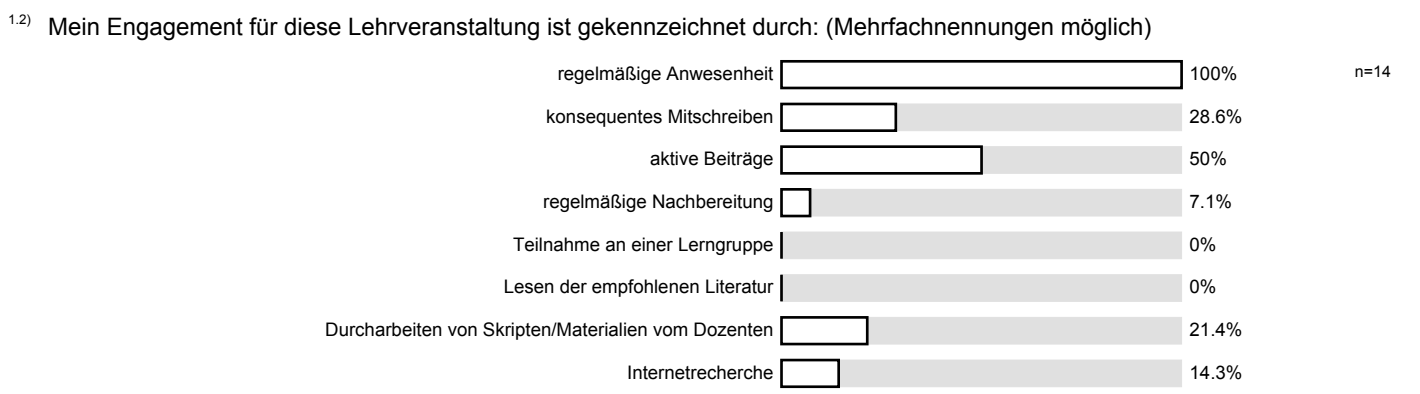 1.2) Mein Engagement für diese Lehrveranstaltung ist gekennzeichnet durch: (Mehrfachnennungen möglich)
regelmäßige Anwesenheit 100% n=14
konsequentes Mitschreiben 28.6%
aktive Beiträge 50%
regelmäßige Nachbereitung 7.1%
Teilnahme an einer Lerngruppe 0%
Lesen der empfohlenen Literatur 0%
Durcharbeiten von Skripten/Materialien vom Dozenten 21.4%
Internetrecherche 14.3%